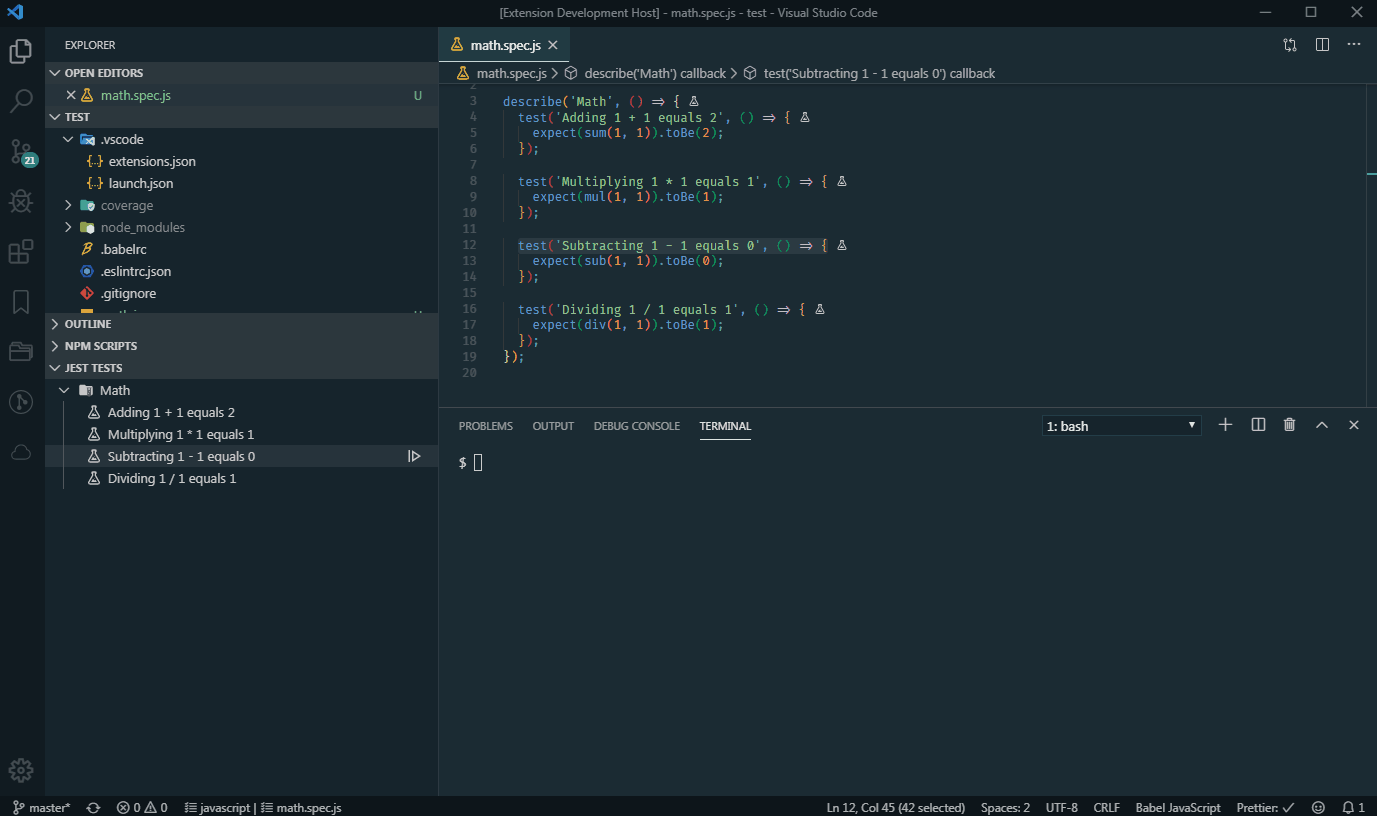 [Extension Development Host] - math.spec.js - test - Visual Studio Code
EXPLORER
OPEN EDITORS
math.spec.js U
TEST
.vscode
{..} extensions.json
{..} launch.json
coverage
node_modules
.babelrc
.eslintrc.json
.gitignore
OUTLINE
NPM SCRIPTS
JEST TESTS
Math
Adding 1 + 1 equals 2
Multiplying 1 * 1 equals 1
Subtracting 1 - 1 equals 0
Dividing 1 / 1 equals 1
21
math.spec.js
math.spec.js > describe('Math') callback > test('Subtracting 1 - 1 equals 0') callback
2
3 describe('Math', () => {
4 test('Adding 1 + 1 equals 2', () => {
5 expect(sum(1, 1)).toBe(2);
6 });
7
8 test('Multiplying 1 * 1 equals 1', () => {
9 expect(mul(1, 1)).toBe(1);
10 });
11
12 test('Subtracting 1 - 1 equals 0', () => {
13 expect(sub(1, 1)).toBe(0);
14 });
15
16 test('Dividing 1 / 1 equals 1', () => {
17 expect(div(1, 1)).toBe(1);
18 });
19 });
20
PROBLEMS OUTPUT DEBUG CONSOLE TERMINAL 1: bash
$
master* 0 0 javascript | math.spec.js Ln 12, Col 45 (42 selected) Spaces: 2 UTF-8 CRLF Babel JavaScript Prettier: ✓ 1